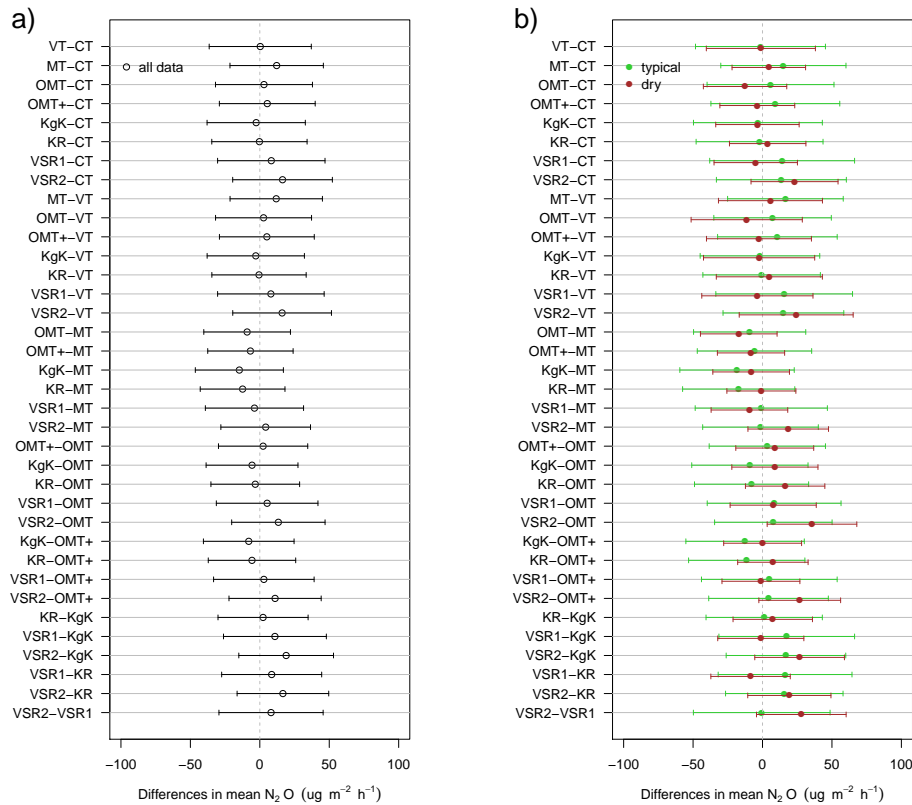 a)
all data
VT−CT
MT−CT
OMT−CT
OMT+−CT
KgK−CT
KR−CT
VSR1−CT
VSR2−CT
MT−VT
OMT−VT
OMT+−VT
KgK−VT
KR−VT
VSR1−VT
VSR2−VT
OMT−MT
OMT+−MT
KgK−MT
KR−MT
VSR1−MT
VSR2−MT
OMT+−OMT
KgK−OMT
KR−OMT
VSR1−OMT
VSR2−OMT
KgK−OMT+
KR−OMT+
VSR1−OMT+
VSR2−OMT+
KR−KgK
VSR1−KgK
VSR2−KgK
VSR1−KR
VSR2−KR
VSR2−VSR1
−100 −50 0 50 100
Differences in mean N₂O (ug m⁻² h⁻¹)
b)
typical
dry
VT−CT
MT−CT
OMT−CT
OMT+−CT
KgK−CT
KR−CT
VSR1−CT
VSR2−CT
MT−VT
OMT−VT
OMT+−VT
KgK−VT
KR−VT
VSR1−VT
VSR2−VT
OMT−MT
OMT+−MT
KgK−MT
KR−MT
VSR1−MT
VSR2−MT
OMT+−OMT
KgK−OMT
KR−OMT
VSR1−OMT
VSR2−OMT
KgK−OMT+
KR−OMT+
VSR1−OMT+
VSR2−OMT+
KR−KgK
VSR1−KgK
VSR2−KgK
VSR1−KR
VSR2−KR
VSR2−VSR1
−100 −50 0 50 100
Differences in mean N₂O (ug m⁻² h⁻¹)